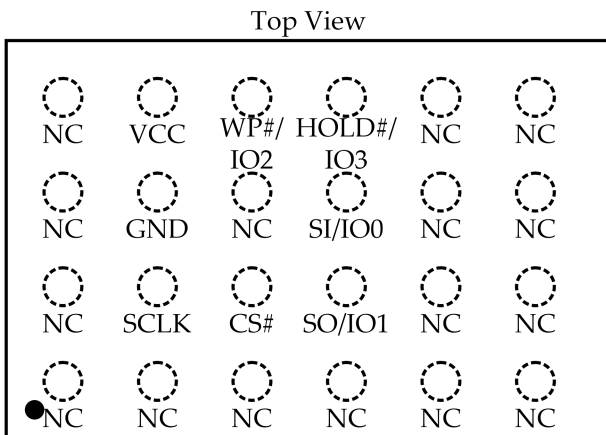 Top View
NC VCC WP#/ HOLD#/ NC NC
IO2 IO3
NC GND NC SI/IO0 NC NC
NC SCLK CS# SO/IO1 NC NC
NC NC NC NC NC NC